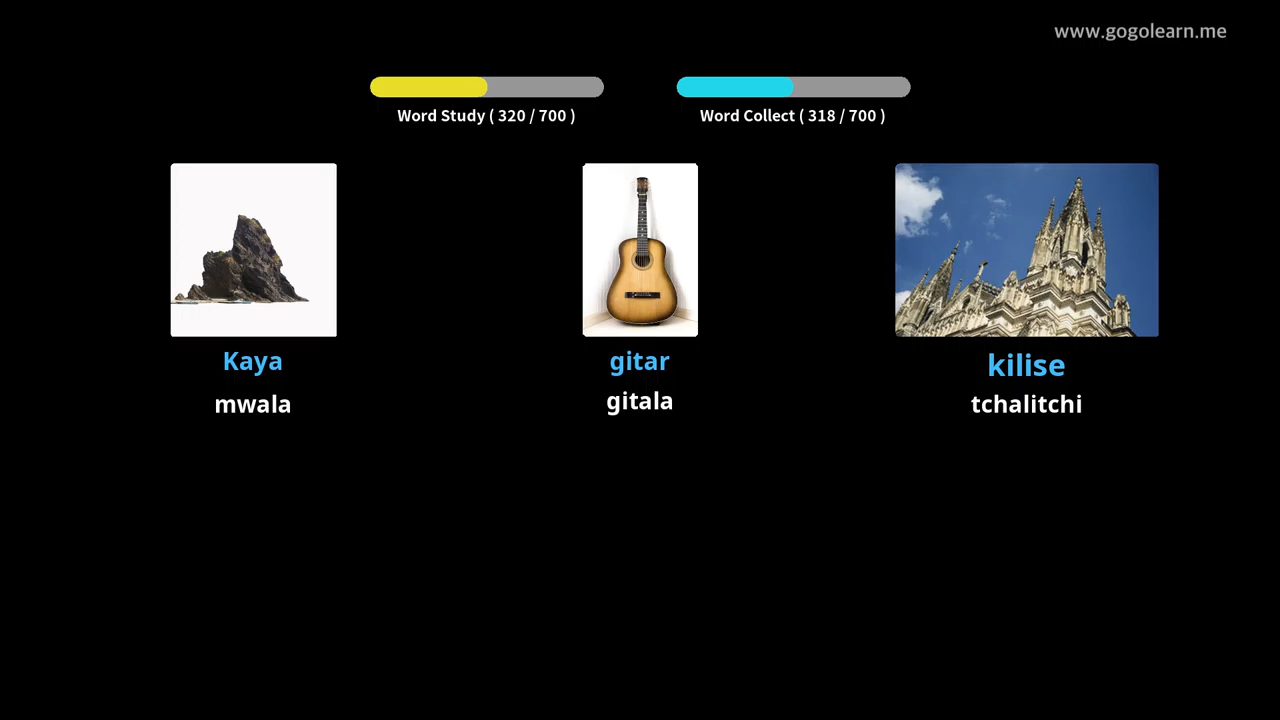 www.gogolearn.me
Word Study ( 320 / 700 )
Word Collect ( 318 / 700 )
Kaya
mwala
gitar
gitala
kilise
tchalitchi